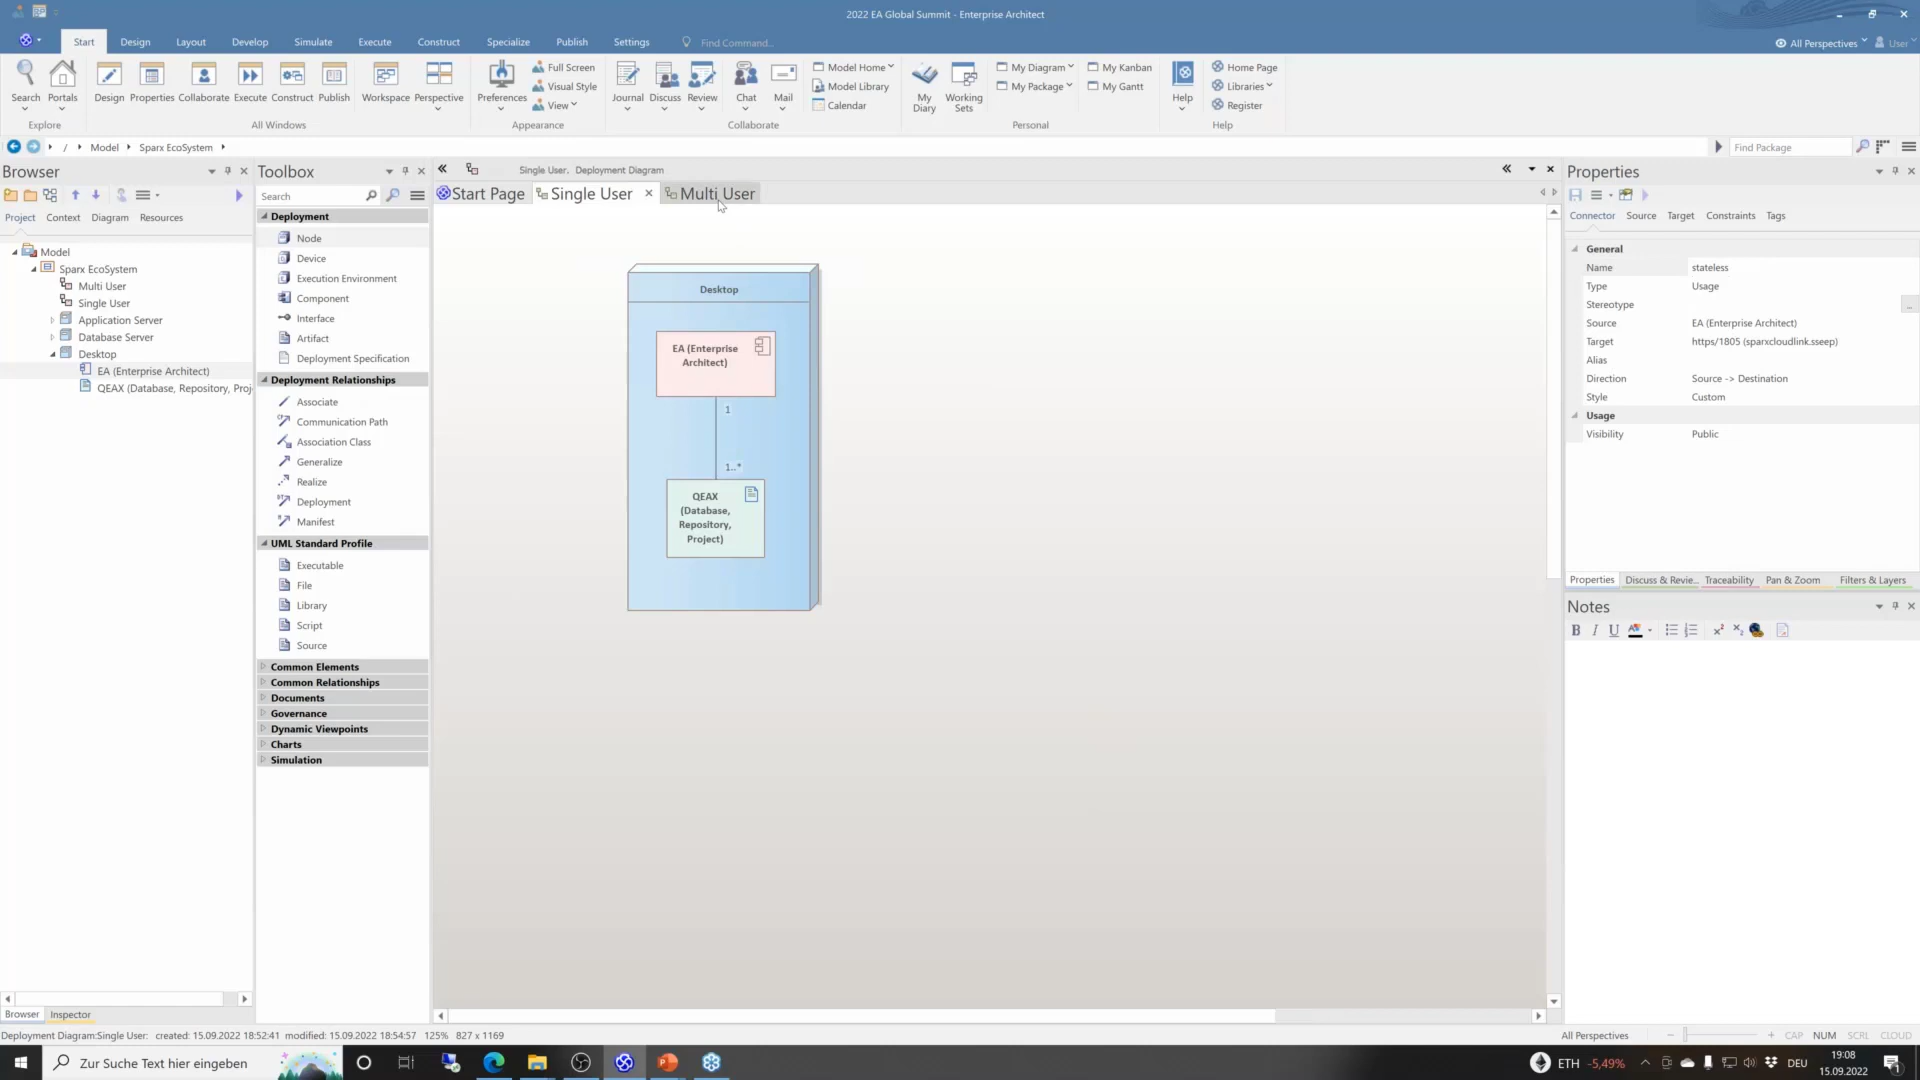 2022 EA Global Summit - Enterprise Architect
Start Design Layout Develop Simulate Execute Construct Specialize Publish Settings Find Command... All Perspectives User
Search Portals
Explore
Design Properties Collaborate Execute Construct Publish Workspace Perspective
All Windows
Preferences Full Screen Visual Style View
Appearance
Journal Discuss Review Chat Mail Model Home Model Library Calendar
Collaborate
My Diary Working Sets My Diagram My Package My Kanban My Gantt
Personal
Help Home Page Libraries Register
Help
/ Model Sparx EcoSystem Find Package
Browser
Project Context Diagram Resources
Model
Sparx EcoSystem
Multi User
Single User
Application Server
Database Server
Desktop
EA (Enterprise Architect)
QEAX (Database, Repository, Proj
Browser Inspector
Toolbox
Search
Deployment
Node
Device
Execution Environment
Component
Interface
Artifact
Deployment Specification
Deployment Relationships
Associate
Communication Path
Association Class
Generalize
Realize
Deployment
Manifest
UML Standard Profile
Executable
File
Library
Script
Source
Common Elements
Common Relationships
Documents
Governance
Dynamic Viewpoints
Charts
Simulation
Single User. Deployment Diagram
Start Page Single User Multi User
Desktop
EA (Enterprise
Architect)
1
1..*
QEAX
(Database,
Repository,
Project)
Properties
Connector Source Target Constraints Tags
General
Name stateless
Type Usage
Stereotype
Source EA (Enterprise Architect)
Target https/1805 (sparxcloudlink.sseep)
Alias
Direction Source -> Destination
Style Custom
Usage
Visibility Public
Properties Discuss & Revie... Traceability Pan & Zoom Filters & Layers
Notes
B I U
Deployment Diagram:Single User: created: 15.09.2022 18:52:41 modified: 15.09.2022 18:54:57 125% 827 x 1169 All Perspectives CAP NUM SCRL CLOUD
Zur Suche Text hier eingeben
ETH -5,49% DEU
19:08
15.09.2022